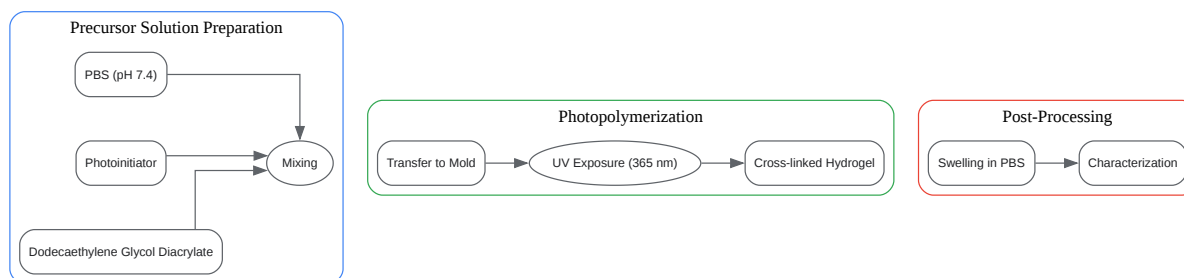 Precursor Solution Preparation
PBS (pH 7.4)
Photoinitiator
Mixing
Dodecaethylene Glycol Diacrylate
Photopolymerization
Transfer to Mold
UV Exposure (365 nm)
Cross-linked Hydrogel
Post-Processing
Swelling in PBS
Characterization